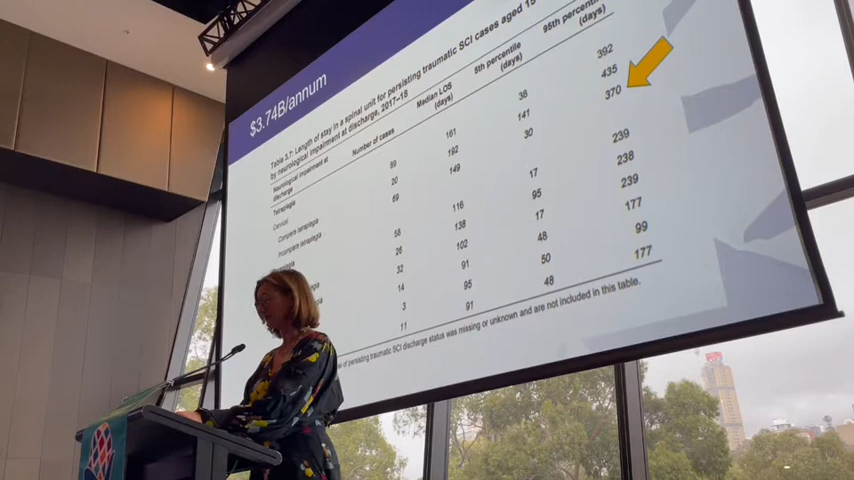 $3.74B/annum
Table 3.7: Length of stay in a spinal unit for persisting traumatic SCI cases aged 15
by neurological impairment at discharge, 2017–18
Neurological impairment at discharge Number of cases Median LOS (days) 5th percentile (days) 95th percentile (days)
Tetraplegia
Cervical 89 161 38 392
Complete tetraplegia 20 192 141 435
Incomplete tetraplegia 69 149 30 370
58 116 17 239
26 138 95 238
32 102 17 239
14 91 48 177
3 95 50 99
11 91 48 177
of persisting traumatic SCI discharge status was missing or unknown and are not included in this table.